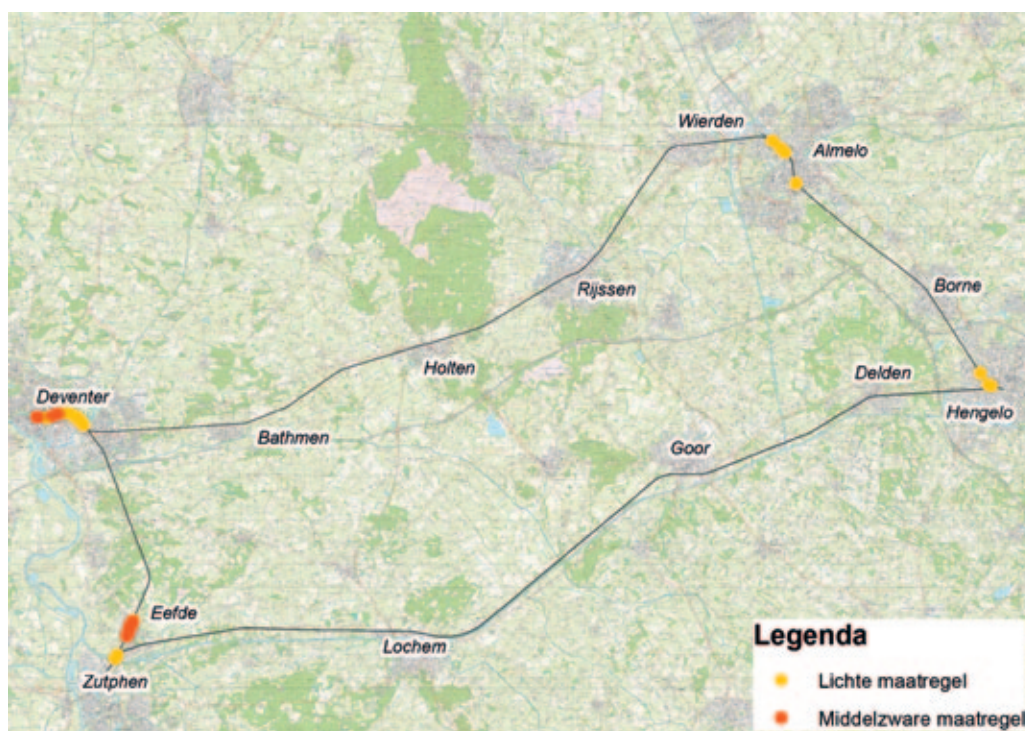 Wierden
Almelo
Rijssen
Borne
Holten
Delden
Deventer
Hengelo
Bathmen
Goor
Eefde
Lochem
Zutphen
Legenda
Lichte maatregel
Middelzware maatregel